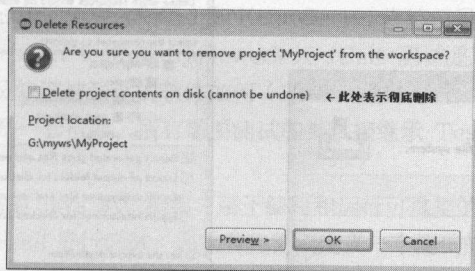 Delete Resources
Are you sure you want to remove project 'MyProject' from the workspace?
Delete project contents on disk (cannot be undone) ←此处表示彻底删除
Project location:
G:\myws\MyProject
Preview >
OK
Cancel